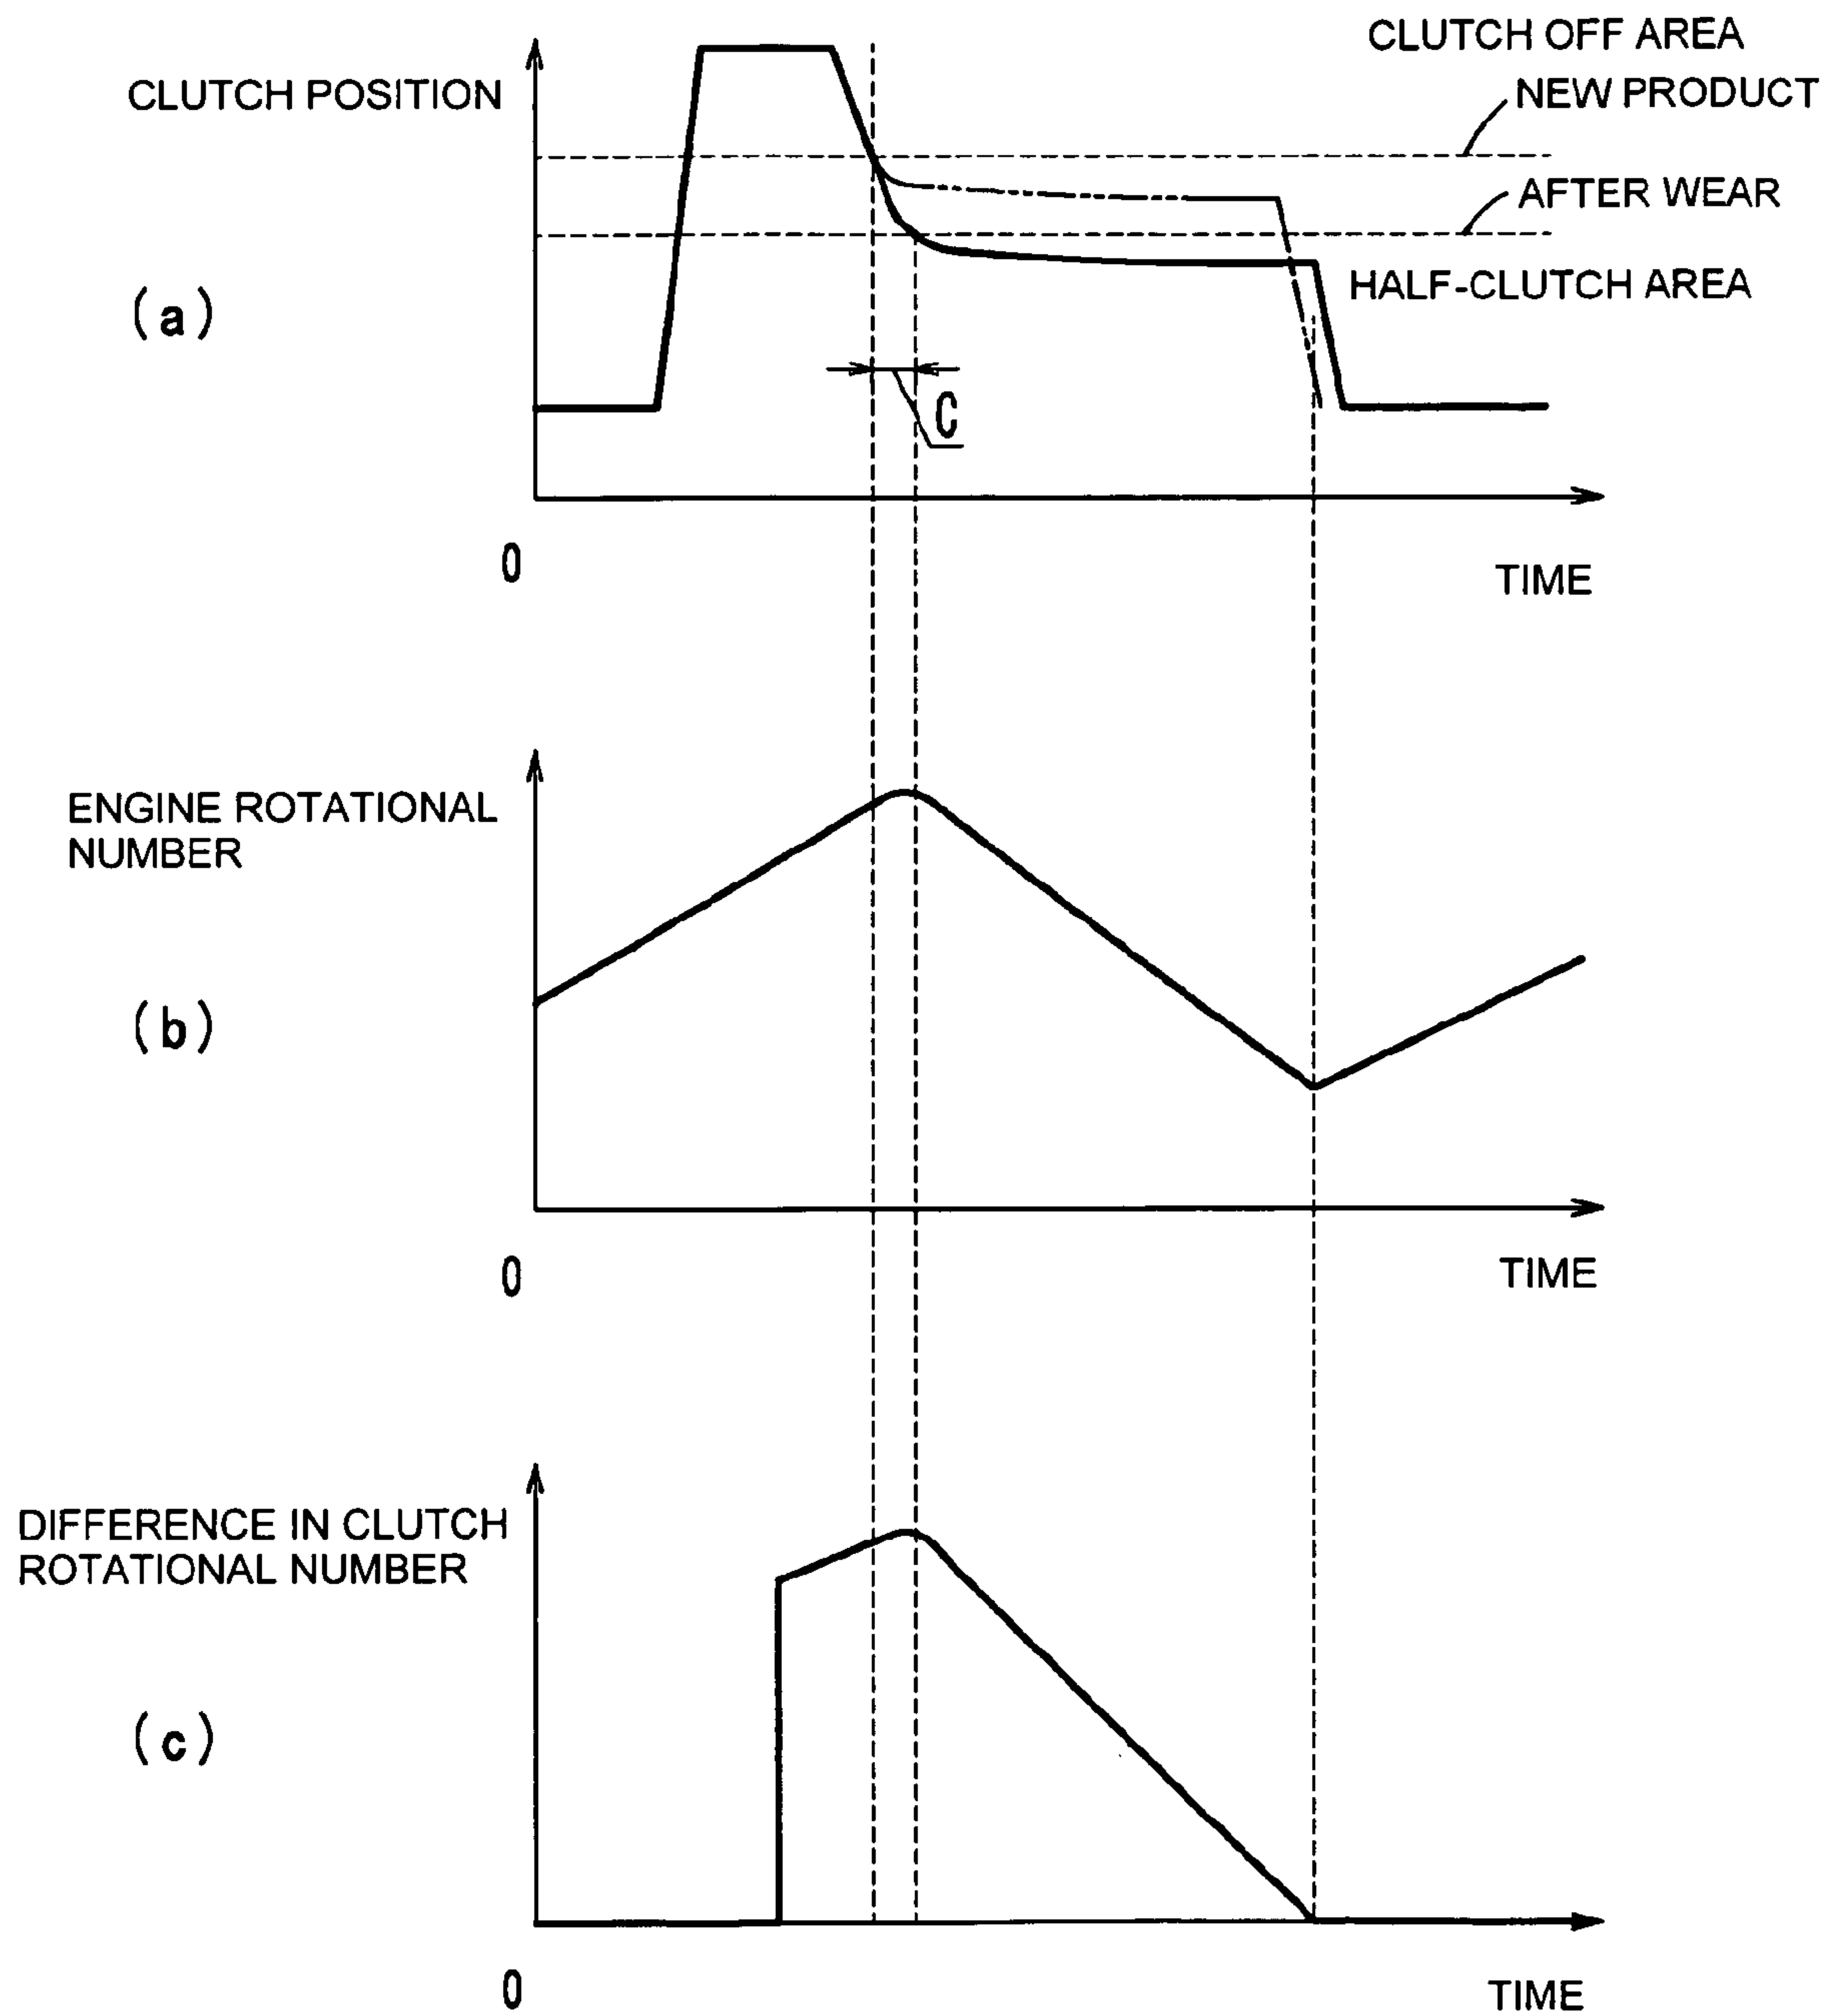 CLUTCH OFF AREA
CLUTCH POSITION
NEW PRODUCT
AFTER WEAR
(a)
HALF-CLUTCH AREA
C
0
TIME
ENGINE ROTATIONAL
NUMBER
(b)
0
TIME
DIFFERENCE IN CLUTCH
ROTATIONAL NUMBER
(c)
0
TIME